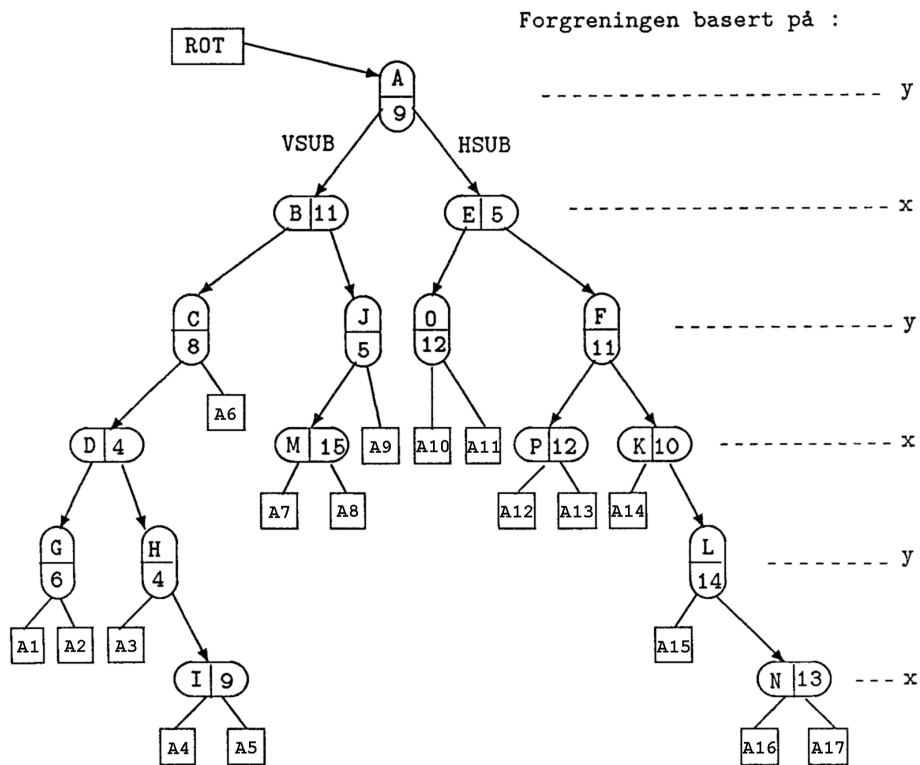 Forgreningen basert på :
ROT
A
9
y
VSUB
HSUB
B 11
E 5
x
C
8
J
5
O
12
F
11
y
A6
D 4
M 15
A9
A10
A11
P 12
K 10
x
A7
A8
A12
A13
A14
G
6
H
4
L
14
y
A1
A2
A3
A15
I 9
N 13
x
A4
A5
A16
A17